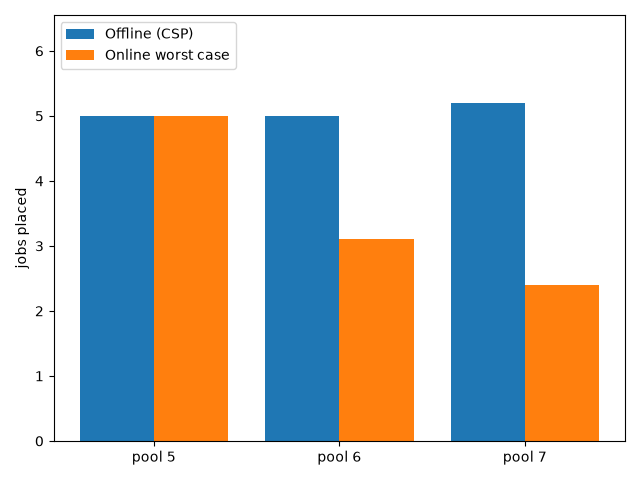 Offline (CSP)
Online worst case
jobs placed
6
5
4
3
2
1
0
pool 5
pool 6
pool 7